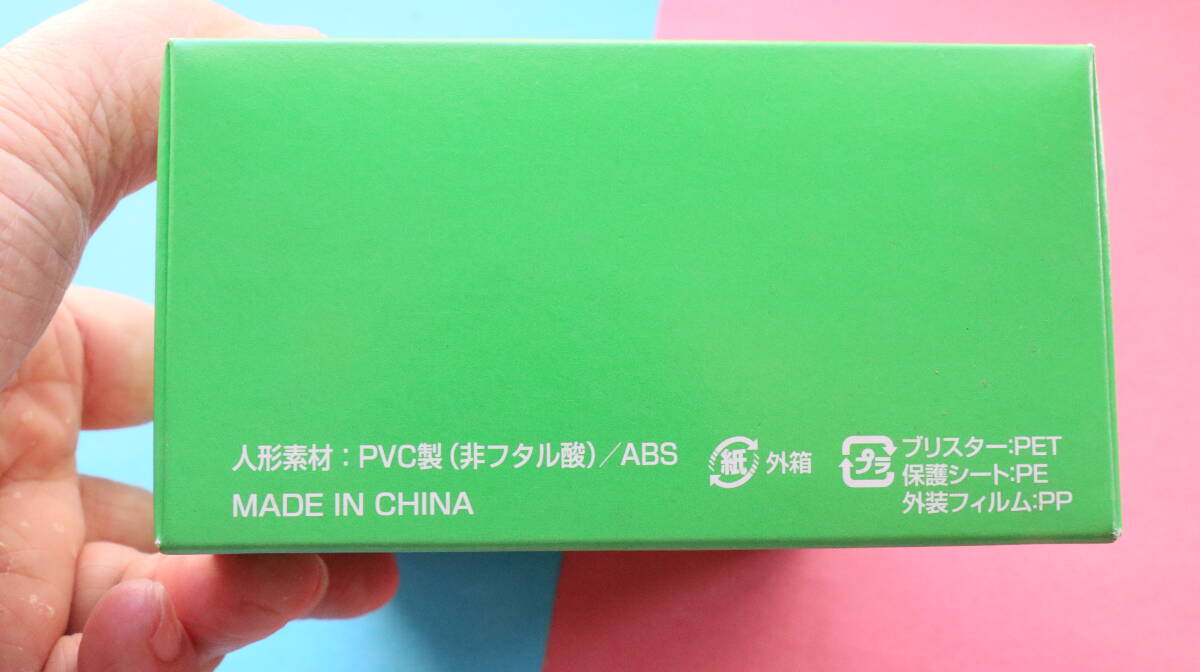 人形素材：PVC製（非フタル酸）／ABS
MADE IN CHINA
紙 外箱
プラ
ブリスター:PET
保護シート:PE
外装フィルム:PP